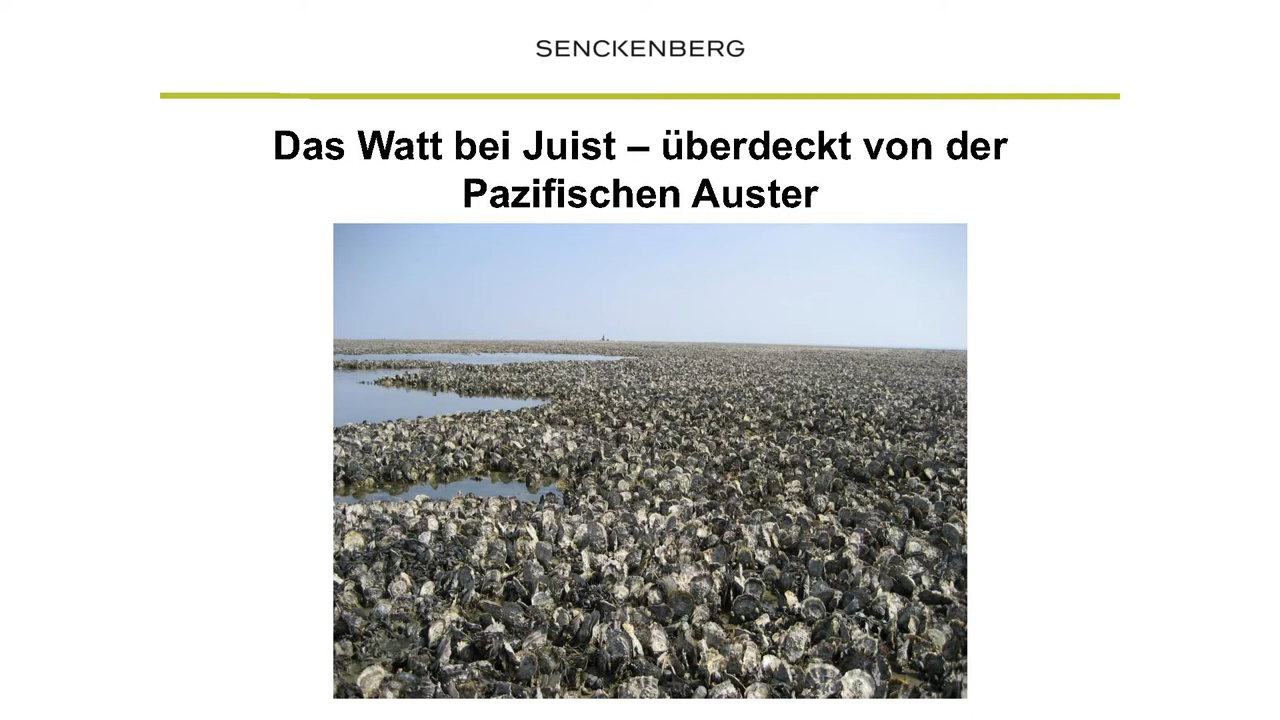 SENCKENBERG
Das Watt bei Juist – überdeckt von der
Pazifischen Auster